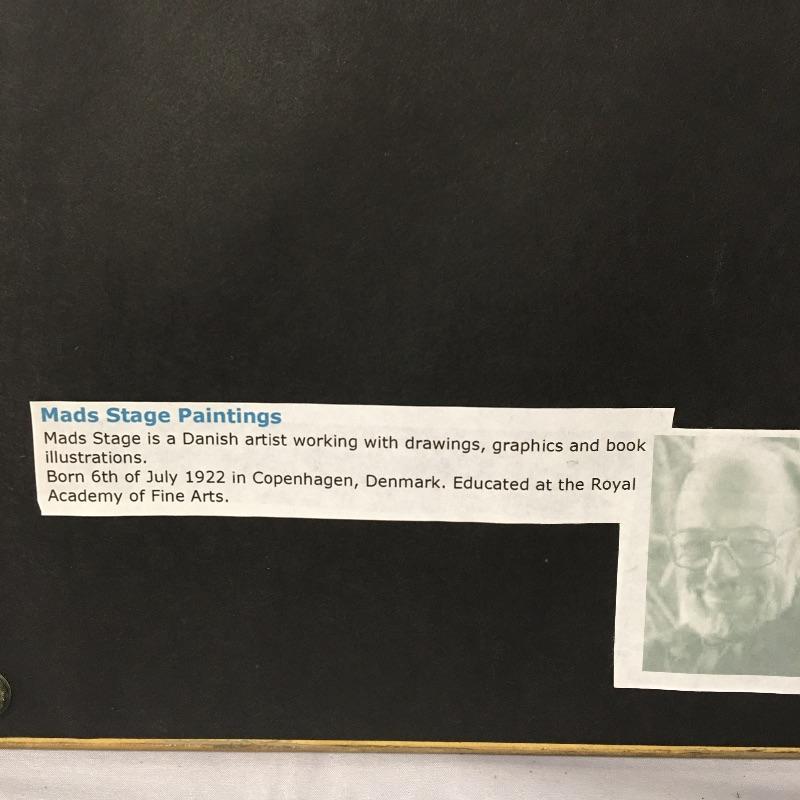 Mads Stage Paintings
Mads Stage is a Danish artist working with drawings, graphics and book
illustrations.
Born 6th of July 1922 in Copenhagen, Denmark. Educated at the Royal
Academy of Fine Arts.